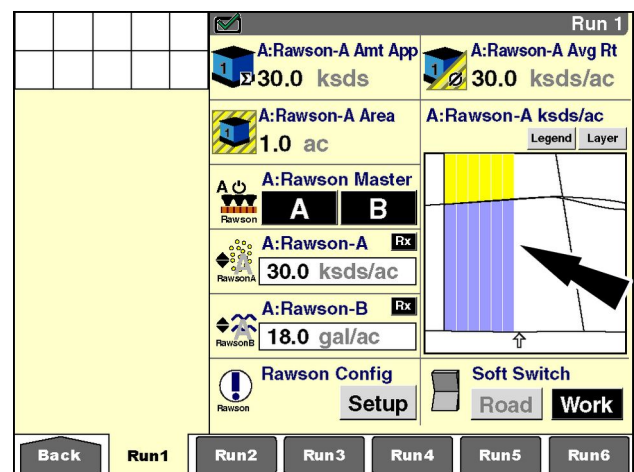 Run 1
A:Rawson-A Amt App
1 Σ 30.0 ksds
A:Rawson-A Avg Rt
1 Ø 30.0 ksds/ac
A:Rawson-A Area
1 1.0 ac
A:Rawson-A ksds/ac
Legend Layer
A:Rawson Master
A Rawson A B
A:Rawson-A Rx
A RawsonA 30.0 ksds/ac
A:Rawson-B Rx
RawsonB 18.0 gal/ac
Rawson Config
Rawson Setup
Soft Switch
Road Work
Back Run1 Run2 Run3 Run4 Run5 Run6